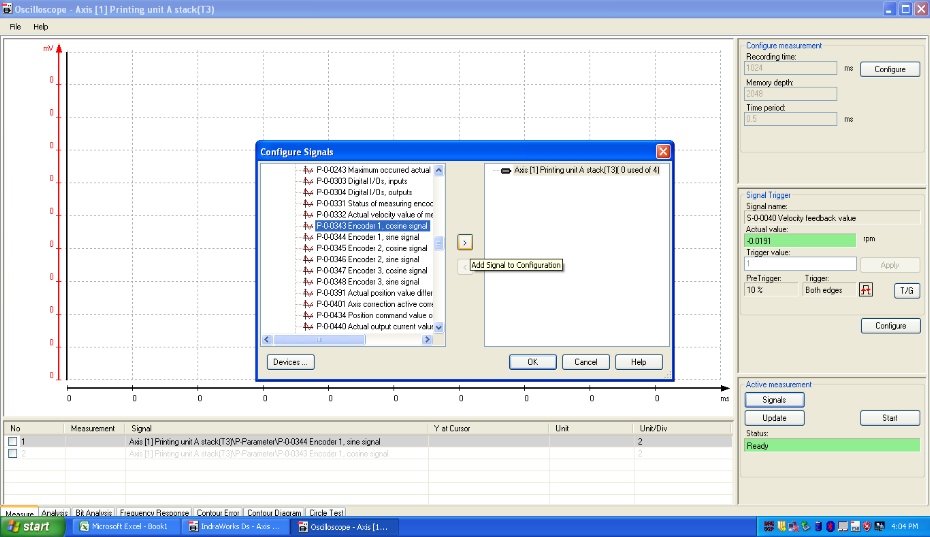 Oscilloscope - Axis [1] Printing unit A stack(T3)
File Help
mV
0
0
0
0
0
0
0
0
0
0
0 0 0 0 0 0 0 0 0 0 ms
Configure Signals
P-0-0243 Maximum occurred actual
P-0-0303 Digital I/Os, inputs
P-0-0304 Digital I/Os, outputs
P-0-0331 Status of measuring encoc
P-0-0332 Actual velocity value of me
P-0-0343 Encoder 1, cosine signal
P-0-0344 Encoder 1, sine signal
P-0-0345 Encoder 2, cosine signal
P-0-0346 Encoder 2, sine signal
P-0-0347 Encoder 3, cosine signal
P-0-0348 Encoder 3, sine signal
P-0-0391 Actual position value differ
P-0-0401 Axis correction active corre
P-0-0434 Position command value o
P-0-0440 Actual output current valu
>
<
Add Signal to Configuration
Axis [1] Printing unit A stack(T3)( 0 used of 4)
Devices ... OK Cancel Help
Configure measurement
Recording time:
1024 ms Configure
Memory depth:
2048
Time period:
0.5 ms
Signal Trigger
Signal name:
S-0-0040 Velocity feedback value
Actual value:
-0.0191 rpm
Trigger value:
1 Apply
PreTrigger: Trigger:
10 % Both edges T/G
Configure
Active measurement
Signals
Update Start
Status:
Ready
No Measurement Signal Y at Cursor Unit Unit/Div
1 Axis [1] Printing unit A stack(T3)\P-Parameter\P-0-0344 Encoder 1, sine signal 2
2 Axis [1] Printing unit A stack(T3)\P-Parameter\P-0-0343 Encoder 1, cosine signal 2
Measure Analysis Bit Analysis Frequency Response Contour Error Contour Diagram Circle Test
start Microsoft Excel - Book1 IndraWorks Ds - Axis ... Oscilloscope - Axis [1... 4:04 PM